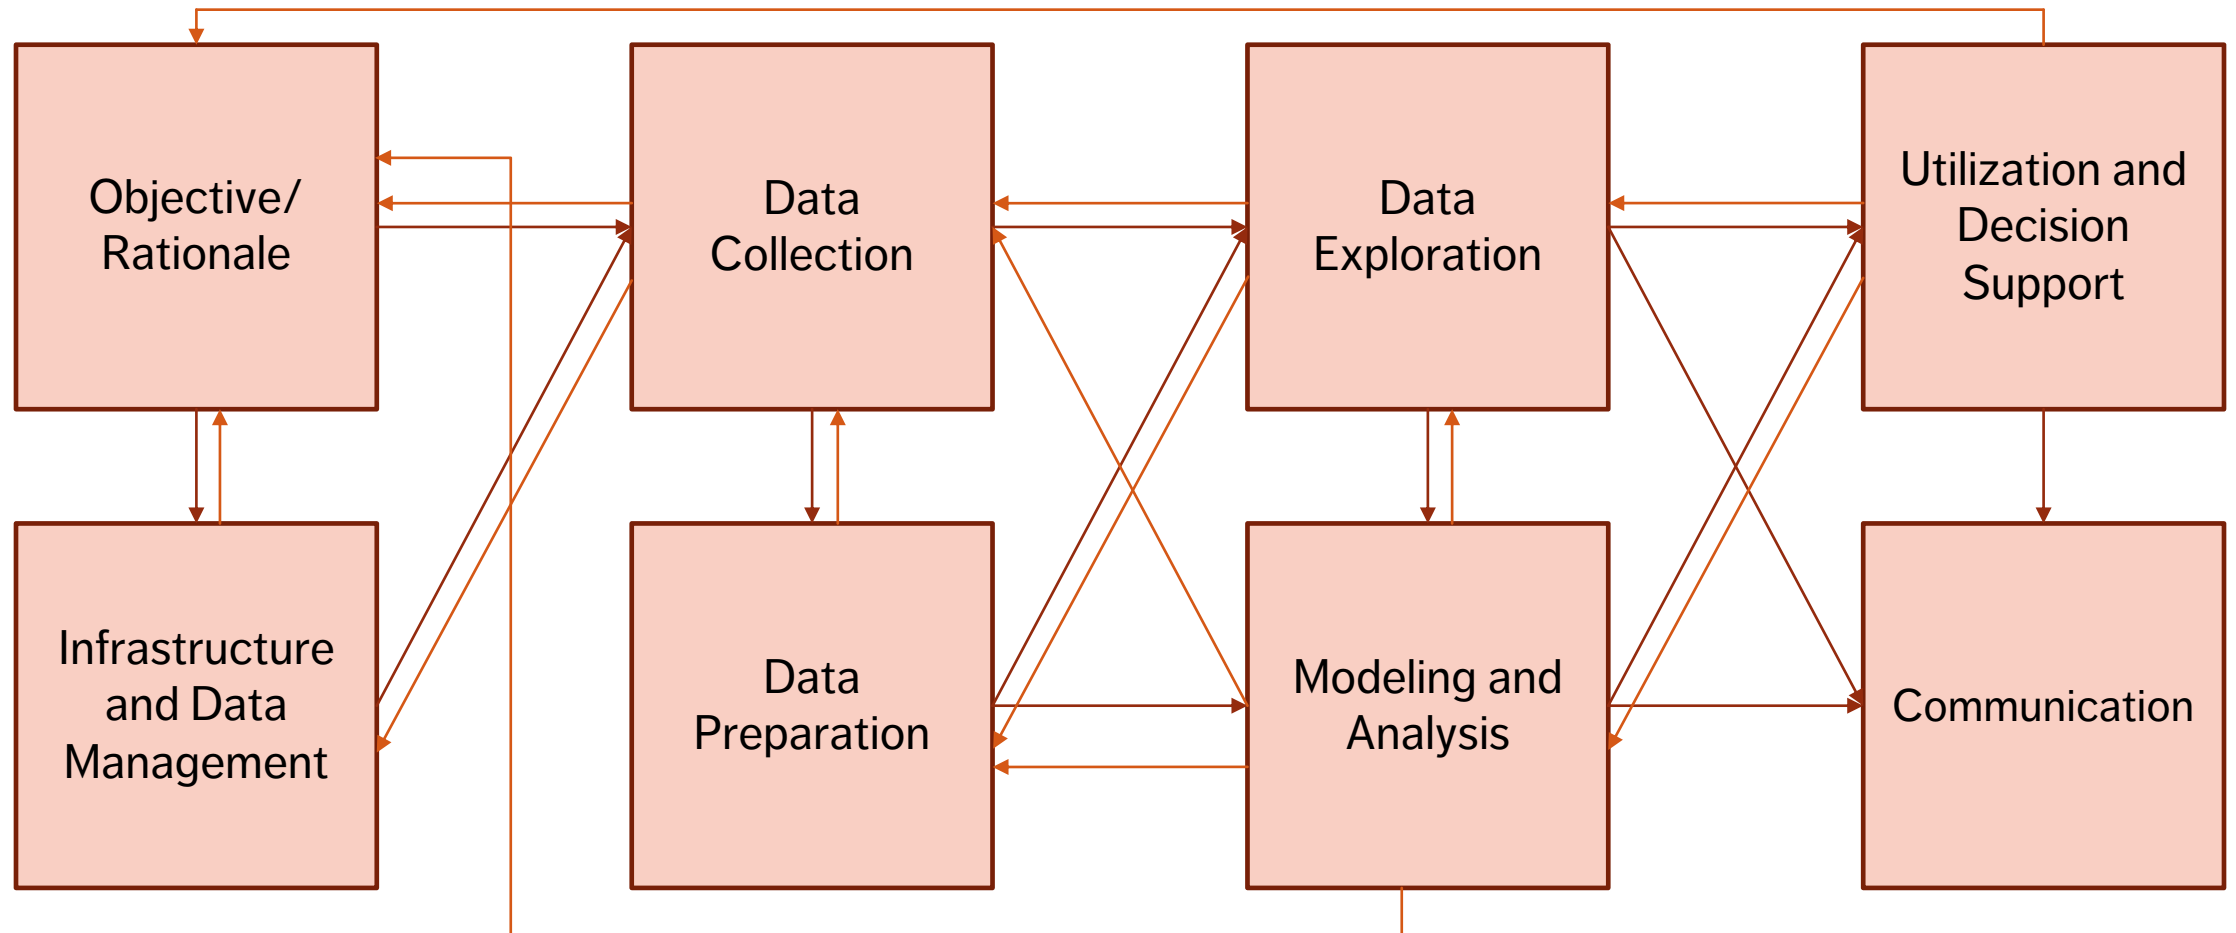 Objective/
Rationale
Data
Collection
Data
Exploration
Utilization and
Decision
Support
Infrastructure
and Data
Management
Data
Preparation
Modeling and
Analysis
Communication